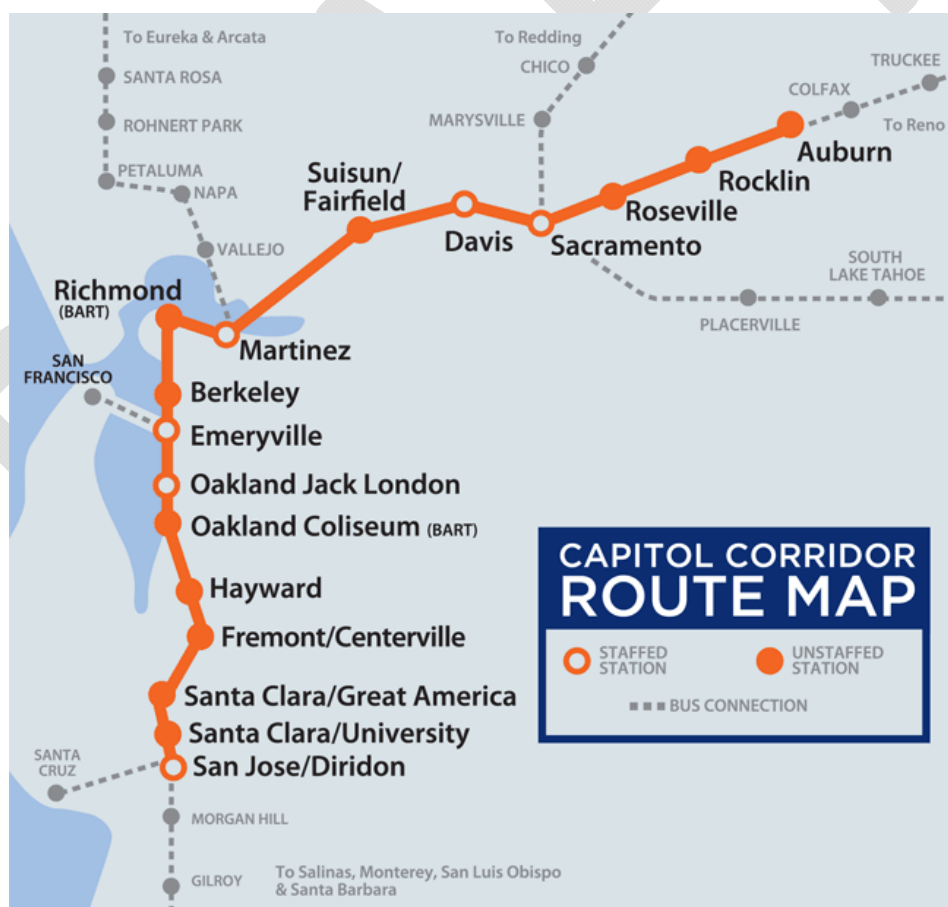 To Eureka & Arcata
To Redding
TRUCKEE
CHICO
SANTA ROSA
COLFAX
MARYSVILLE
ROHNERT PARK
To Reno
Auburn
Suisun/
Fairfield
Rocklin
PETALUMA
NAPA
Roseville
Davis
Sacramento
VALLEJO
SOUTH
LAKE TAHOE
Richmond
(BART)
PLACERVILLE
Martinez
SAN
FRANCISCO
Berkeley
Emeryville
Oakland Jack London
Oakland Coliseum (BART)
Hayward
Fremont/Centerville
Santa Clara/Great America
Santa Clara/University
San Jose/Diridon
SANTA
CRUZ
MORGAN HILL
GILROY
To Salinas, Monterey, San Luis Obispo
& Santa Barbara
CAPITOL CORRIDOR
ROUTE MAP
STAFFED
STATION
UNSTAFFED
STATION
BUS CONNECTION